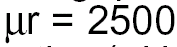 µr = 2500